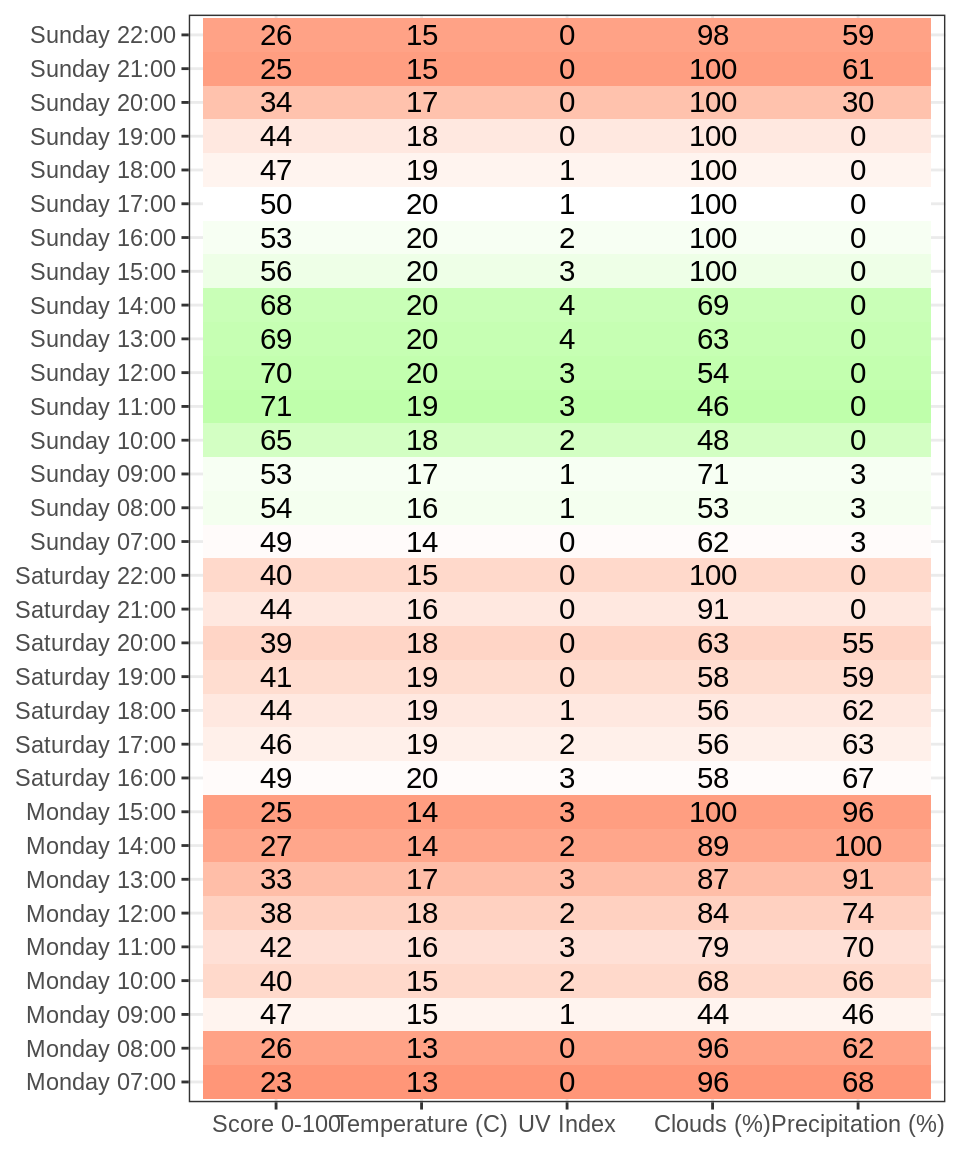 Sunday 22:00 26 15 0 98 59
Sunday 21:00 25 15 0 100 61
Sunday 20:00 34 17 0 100 30
Sunday 19:00 44 18 0 100 0
Sunday 18:00 47 19 1 100 0
Sunday 17:00 50 20 1 100 0
Sunday 16:00 53 20 2 100 0
Sunday 15:00 56 20 3 100 0
Sunday 14:00 68 20 4 69 0
Sunday 13:00 69 20 4 63 0
Sunday 12:00 70 20 3 54 0
Sunday 11:00 71 19 3 46 0
Sunday 10:00 65 18 2 48 0
Sunday 09:00 53 17 1 71 3
Sunday 08:00 54 16 1 53 3
Sunday 07:00 49 14 0 62 3
Saturday 22:00 40 15 0 100 0
Saturday 21:00 44 16 0 91 0
Saturday 20:00 39 18 0 63 55
Saturday 19:00 41 19 0 58 59
Saturday 18:00 44 19 1 56 62
Saturday 17:00 46 19 2 56 63
Saturday 16:00 49 20 3 58 67
Monday 15:00 25 14 3 100 96
Monday 14:00 27 14 2 89 100
Monday 13:00 33 17 3 87 91
Monday 12:00 38 18 2 84 74
Monday 11:00 42 16 3 79 70
Monday 10:00 40 15 2 68 66
Monday 09:00 47 15 1 44 46
Monday 08:00 26 13 0 96 62
Monday 07:00 23 13 0 96 68
Score 0-100 Temperature (C) UV Index Clouds (%) Precipitation (%)